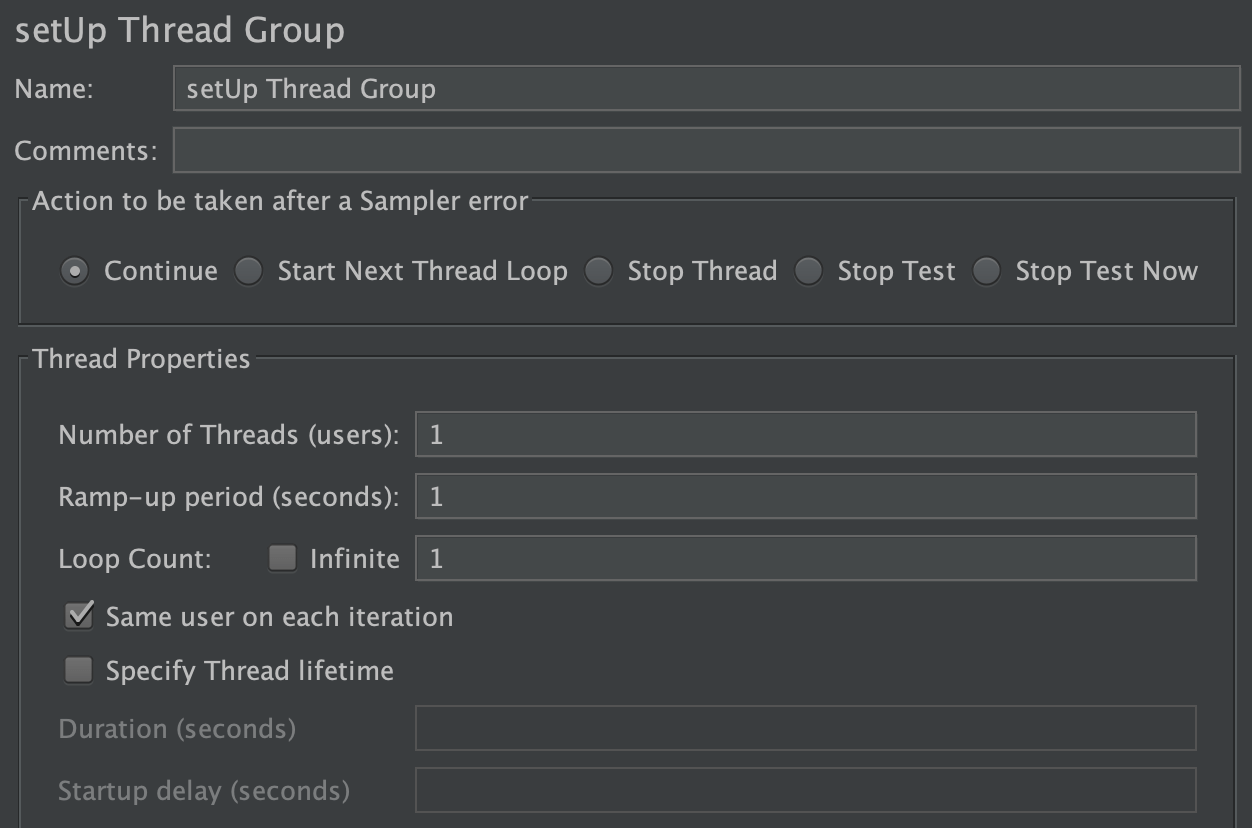 setUp Thread Group
Name: setUp Thread Group
Comments:
Action to be taken after a Sampler error
Continue Start Next Thread Loop Stop Thread Stop Test Stop Test Now
Thread Properties
Number of Threads (users): 1
Ramp-up period (seconds): 1
Loop Count: Infinite 1
Same user on each iteration
Specify Thread lifetime
Duration (seconds)
Startup delay (seconds)